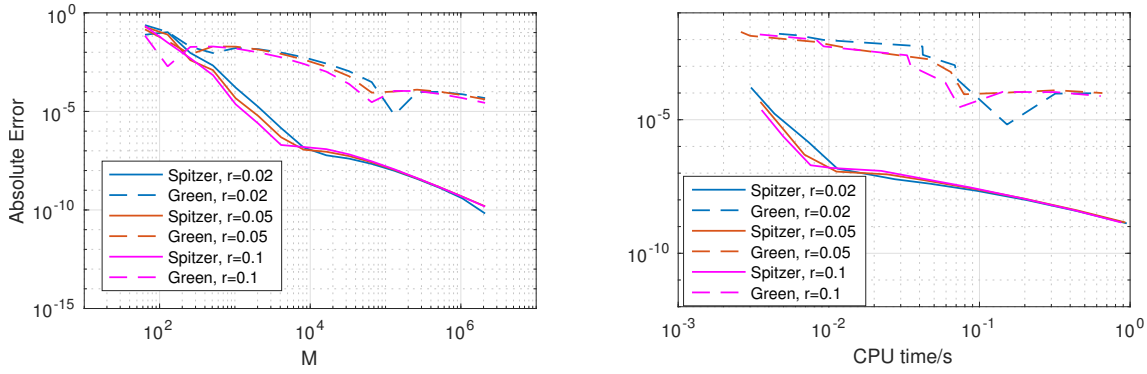 10^0
10^-5
10^-10
10^-15
Absolute Error
10^2
10^4
10^6
M
Spitzer, r=0.02
Green, r=0.02
Spitzer, r=0.05
Green, r=0.05
Spitzer, r=0.1
Green, r=0.1
10^-5
10^-10
10^-3
10^-2
10^-1
10^0
CPU time/s
Spitzer, r=0.02
Green, r=0.02
Spitzer, r=0.05
Green, r=0.05
Spitzer, r=0.1
Green, r=0.1